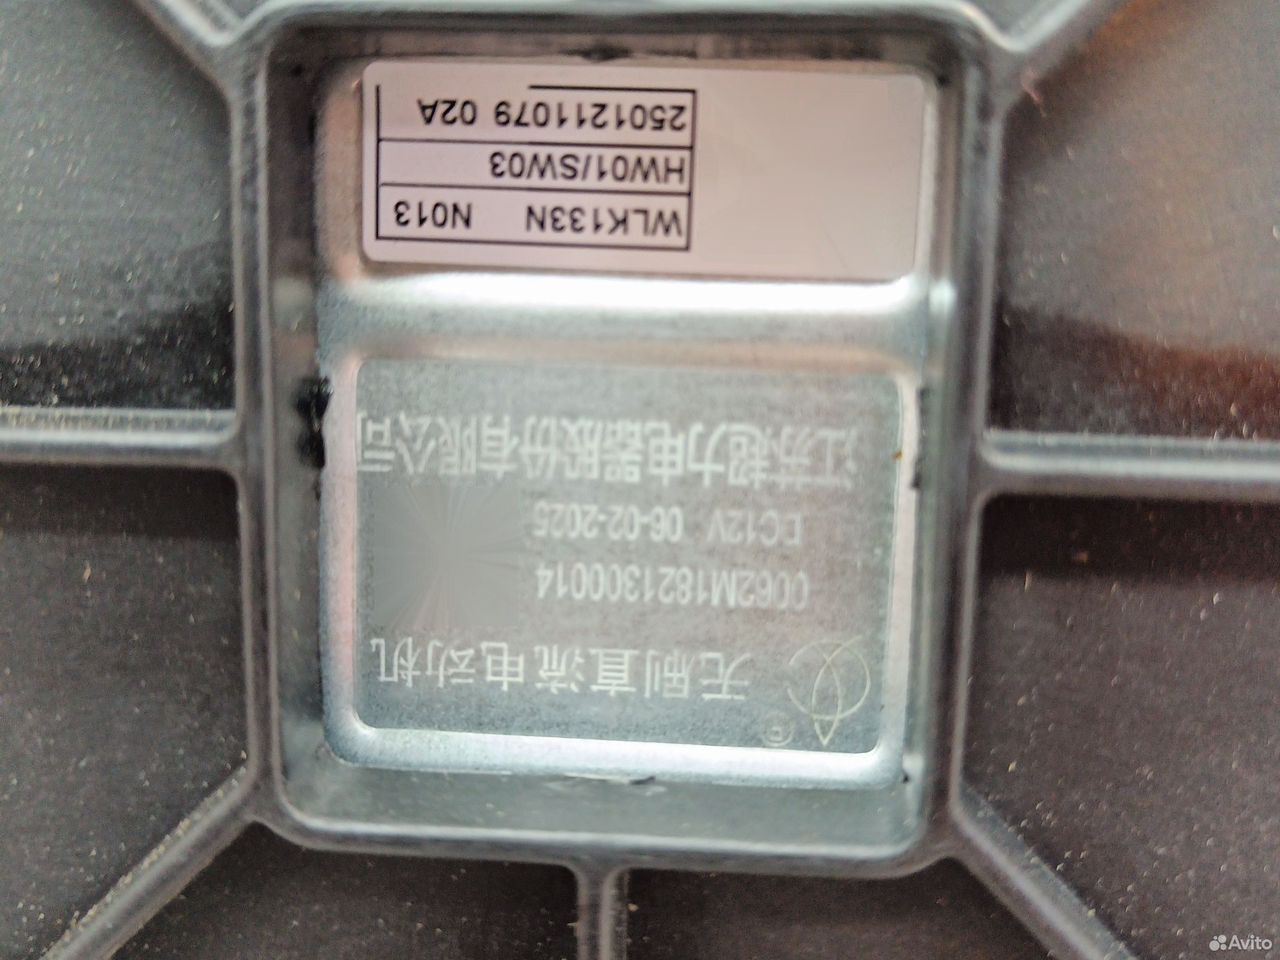 无刷直流电动机
0062M1821300014
DC12V 06-02-2025
江苏超力电器股份有限公司
WLK133N N013
HW01/SW03
2501211079 02A
Avito